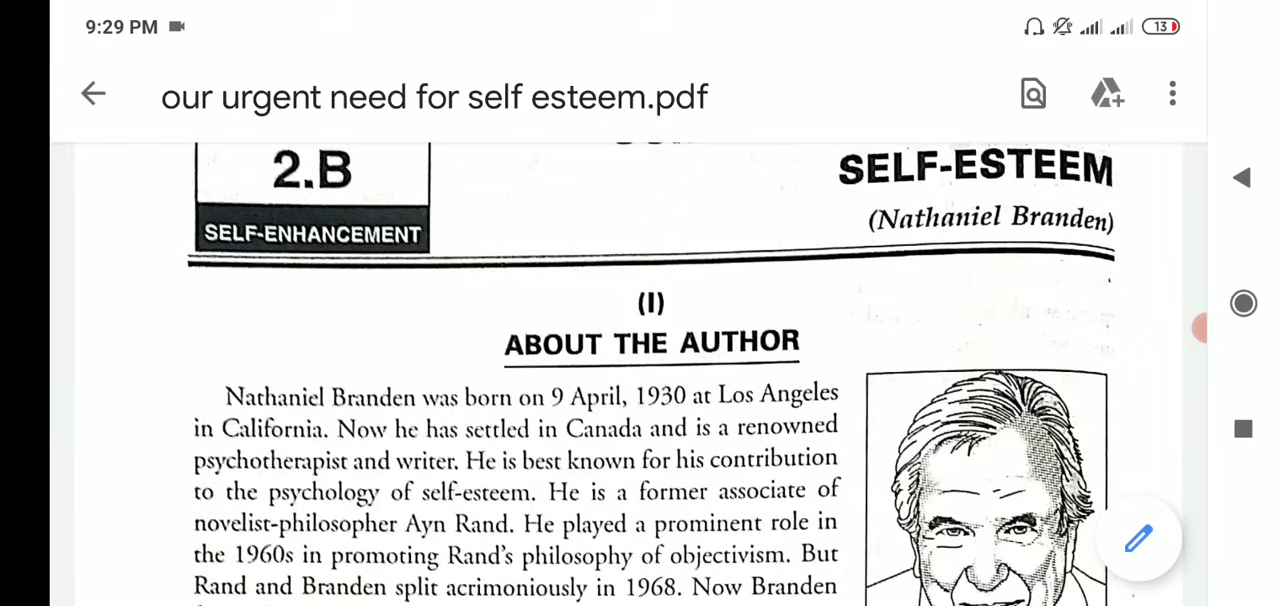 9:29 PM
13
our urgent need for self esteem.pdf
2.B
SELF-ESTEEM
SELF-ENHANCEMENT
(Nathaniel Branden)
(I)
ABOUT THE AUTHOR
Nathaniel Branden was born on 9 April, 1930 at Los Angeles
in California. Now he has settled in Canada and is a renowned
psychotherapist and writer. He is best known for his contribution
to the psychology of self-esteem. He is a former associate of
novelist-philosopher Ayn Rand. He played a prominent role in
the 1960s in promoting Rand's philosophy of objectivism. But
Rand and Branden split acrimoniously in 1968. Now Branden